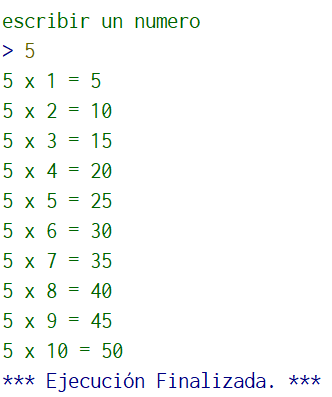 escribir un numero
> 5
5 x 1 = 5
5 x 2 = 10
5 x 3 = 15
5 x 4 = 20
5 x 5 = 25
5 x 6 = 30
5 x 7 = 35
5 x 8 = 40
5 x 9 = 45
5 x 10 = 50
*** Ejecución Finalizada. ***